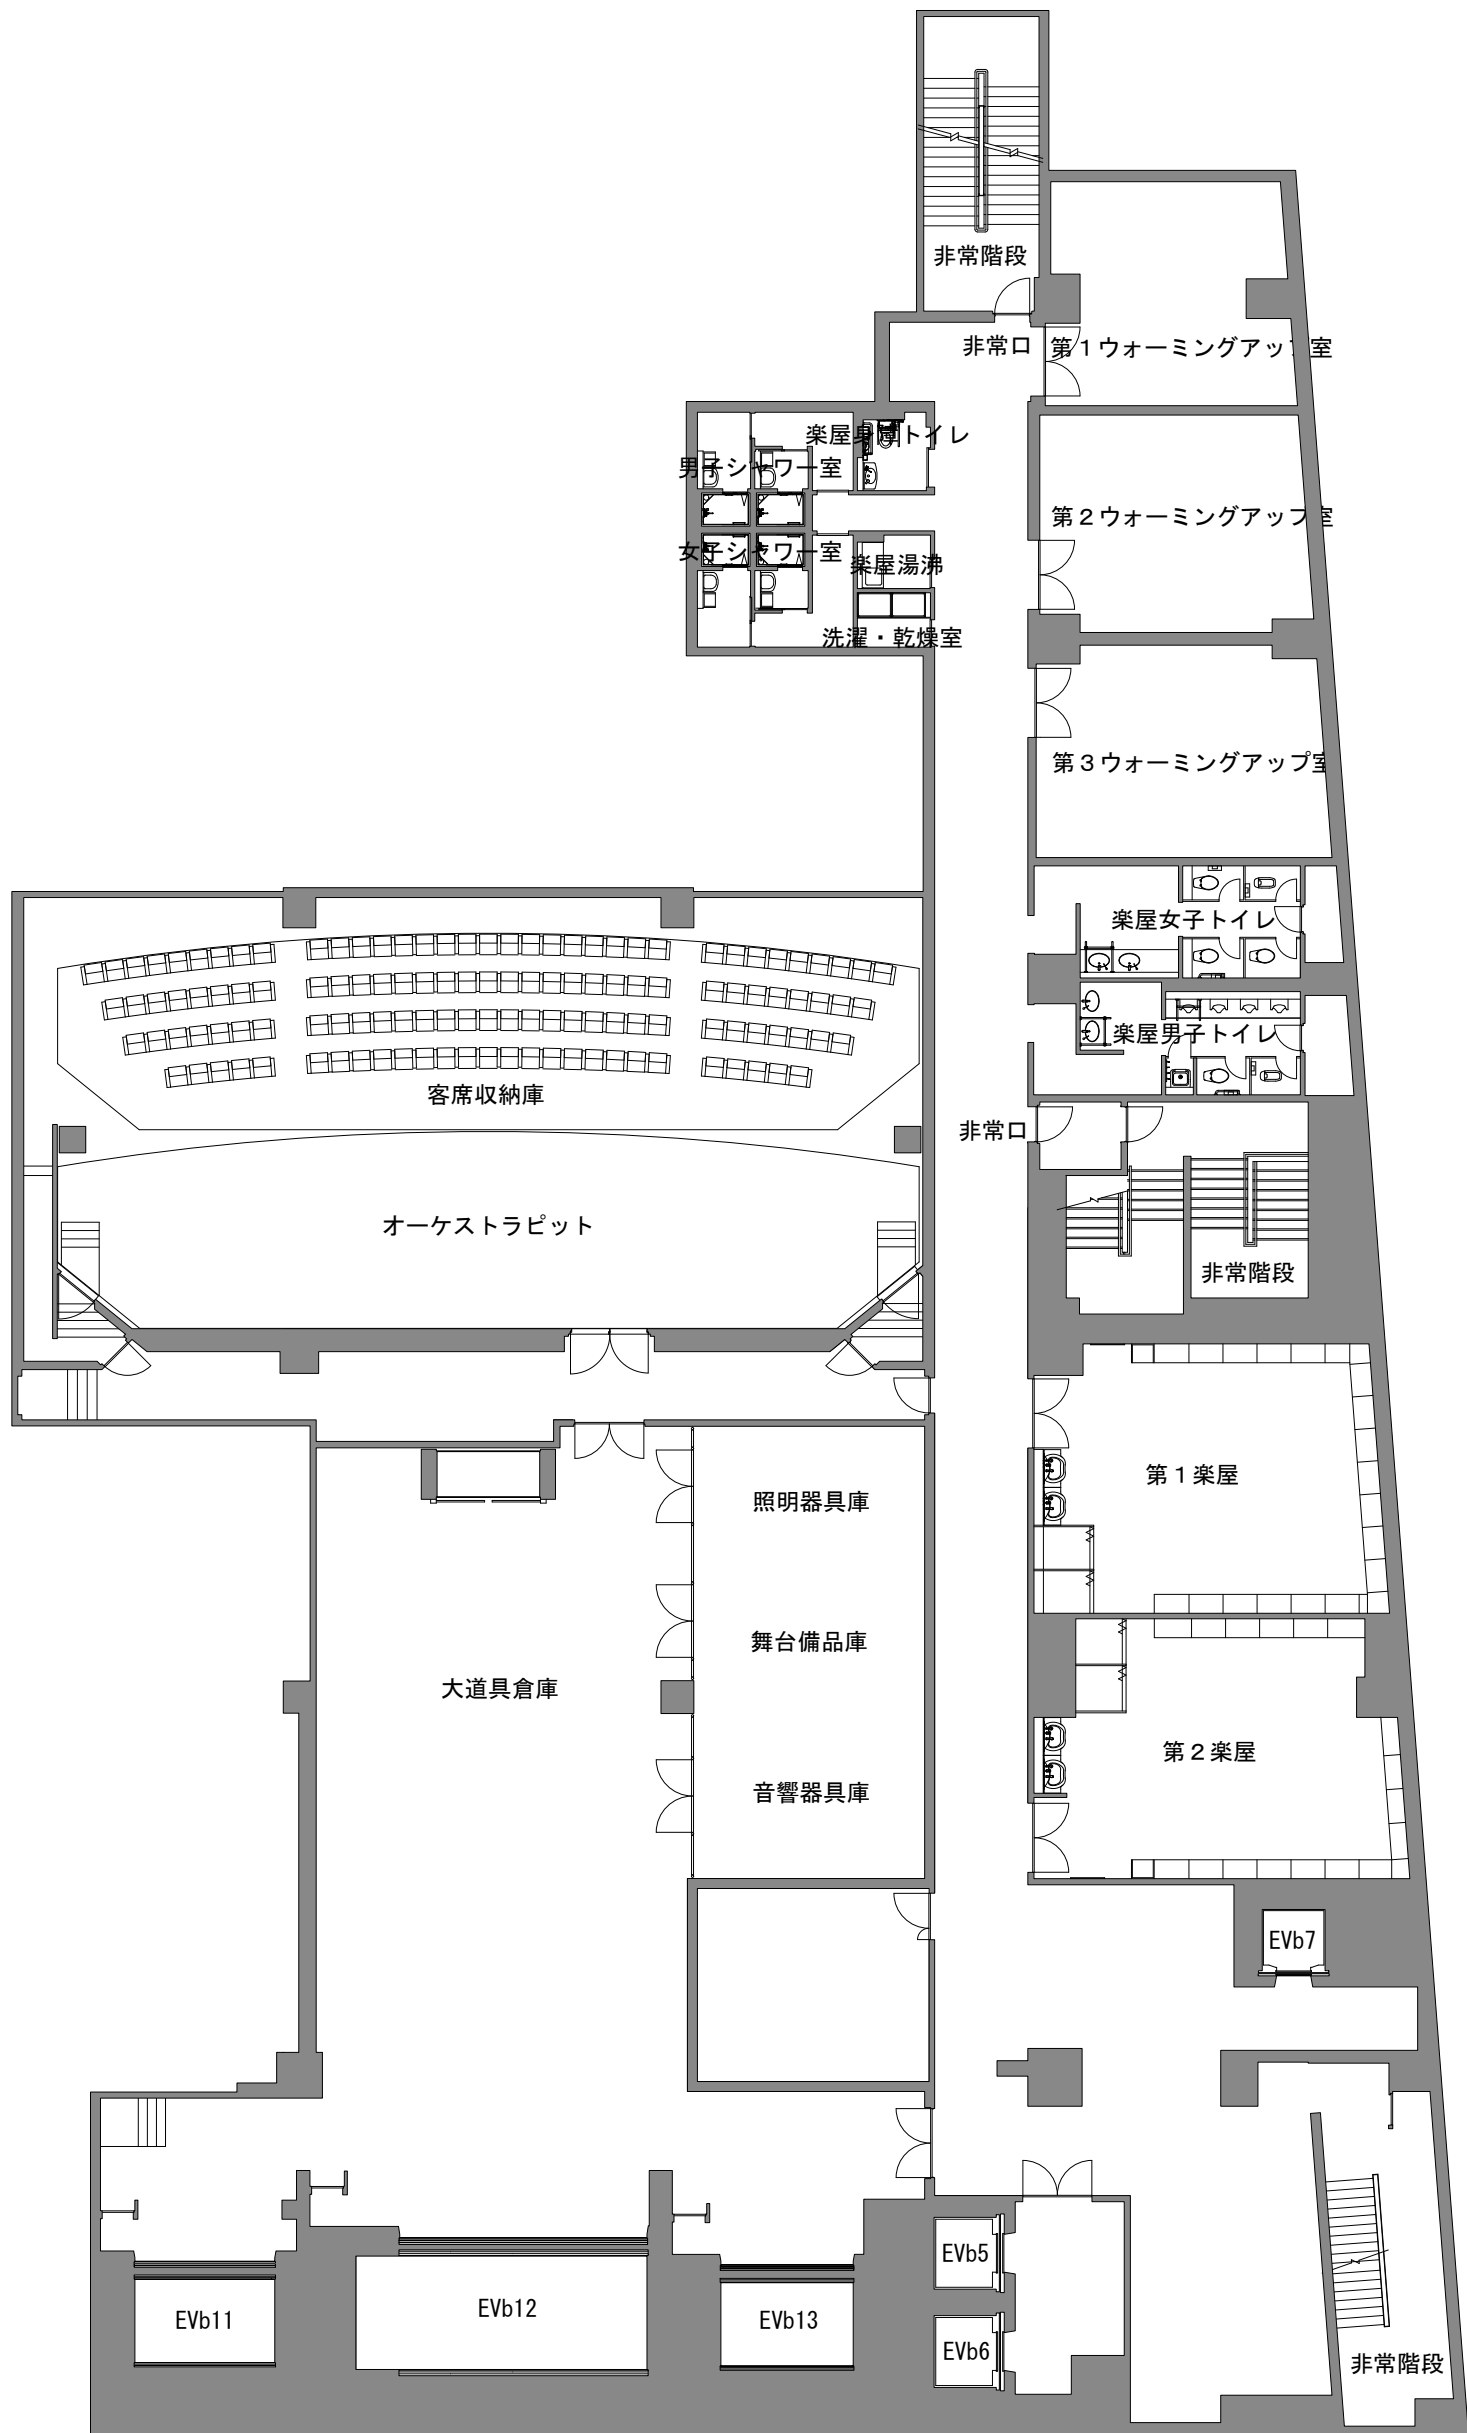 非常階段
非常口
第１ウォーミングアップ室
楽屋身障トイレ
男子シャワー室
第２ウォーミングアップ室
女子シャワー室
楽屋湯沸
洗濯・乾燥室
第３ウォーミングアップ室
楽屋女子トイレ
楽屋男子トイレ
客席収納庫
非常口
オーケストラピット
非常階段
第１楽屋
照明器具庫
舞台備品庫
大道具倉庫
第２楽屋
音響器具庫
EVb7
EVb5
EVb11
EVb12
EVb13
EVb6
非常階段